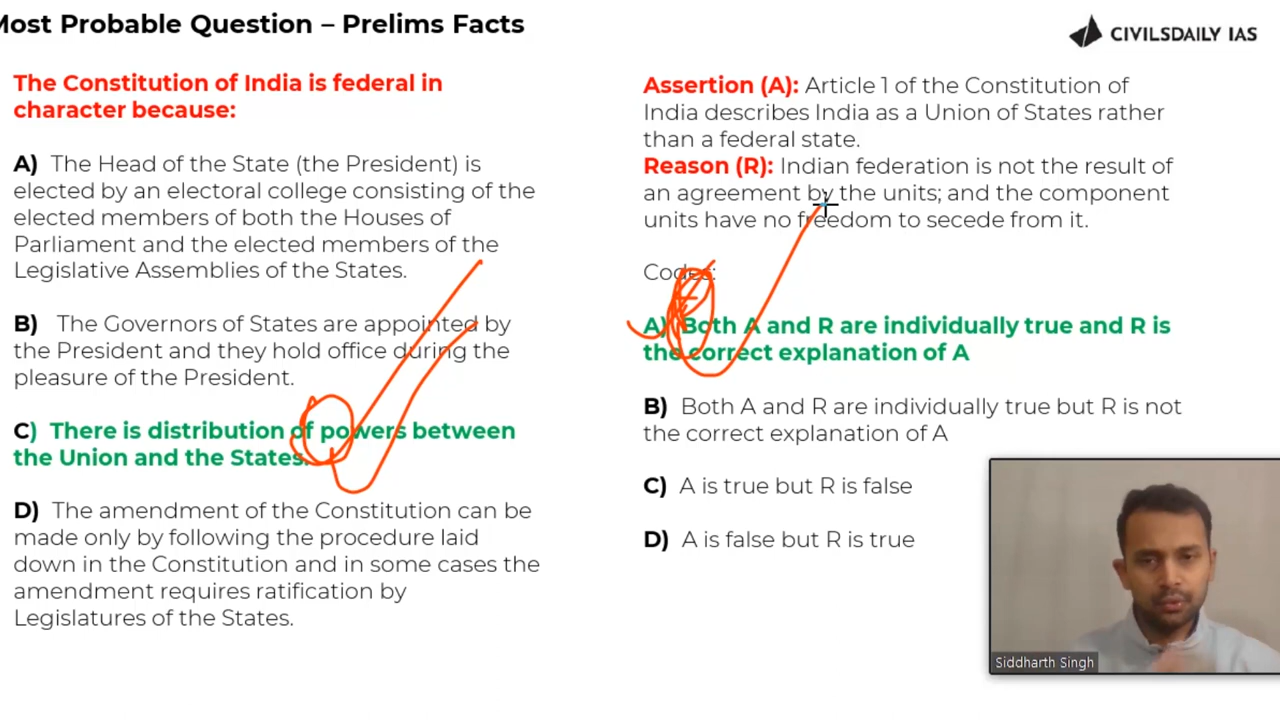 Most Probable Question – Prelims Facts
CIVILSDAILY IAS
The Constitution of India is federal in
character because:
A) The Head of the State (the President) is
elected by an electoral college consisting of the
elected members of both the Houses of
Parliament and the elected members of the
Legislative Assemblies of the States.
B) The Governors of States are appointed by
the President and they hold office during the
pleasure of the President.
C) There is distribution of powers between
the Union and the States.
D) The amendment of the Constitution can be
made only by following the procedure laid
down in the Constitution and in some cases the
amendment requires ratification by
Legislatures of the States.
Assertion (A): Article 1 of the Constitution of
India describes India as a Union of States rather
than a federal state.
Reason (R): Indian federation is not the result of
an agreement by the units; and the component
units have no freedom to secede from it.
Codes:
A) Both A and R are individually true and R is
the correct explanation of A
B) Both A and R are individually true but R is not
the correct explanation of A
C) A is true but R is false
D) A is false but R is true
Siddharth Singh